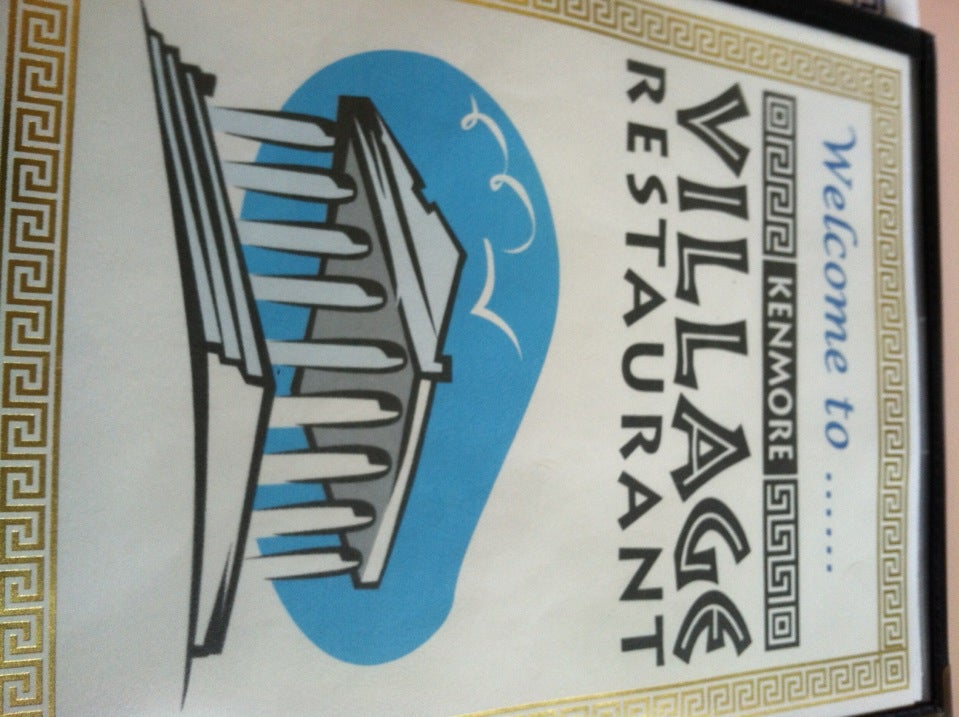 Welcome to ......
KENMORE
VILLAGE
RESTAURANT